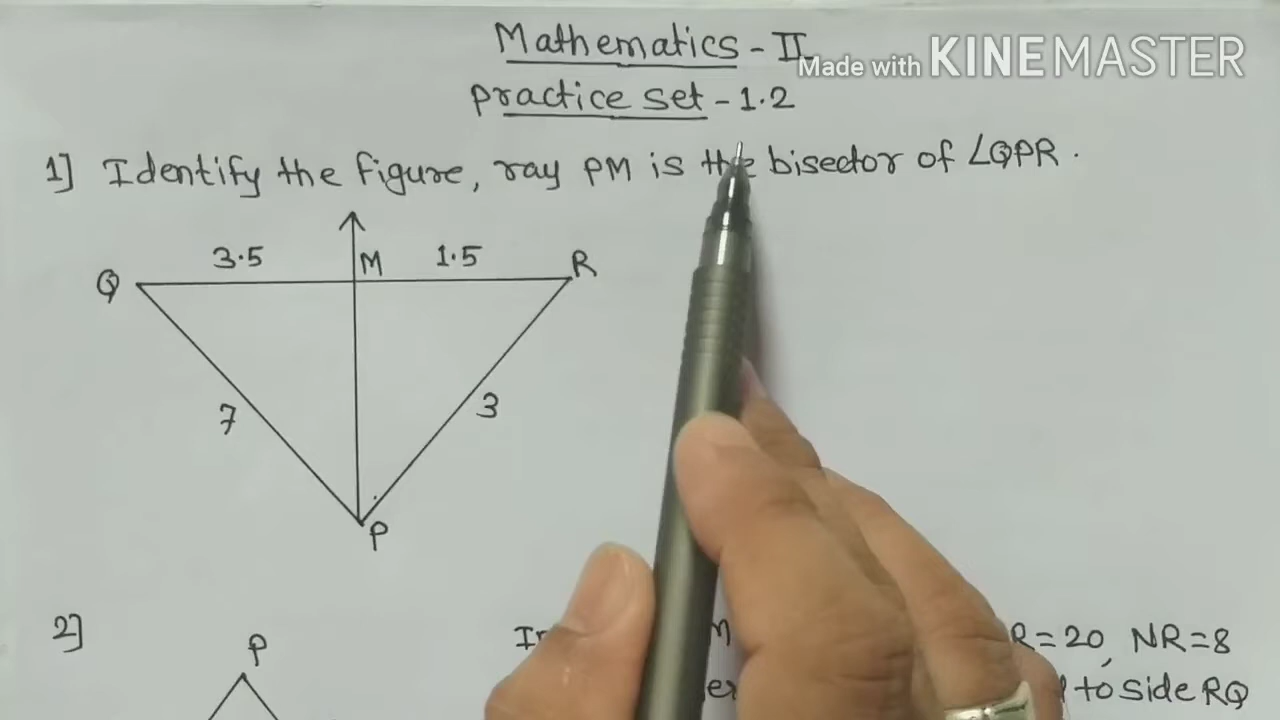 Mathematics - II
Made with KINEMASTER
practice set - 1.2
1] Identify the figure, ray PM is the bisector of ∠QPR.
3.5 M 1.5 R
Q
7 3
P
2]
P
R=20, NR=8
to side RQ